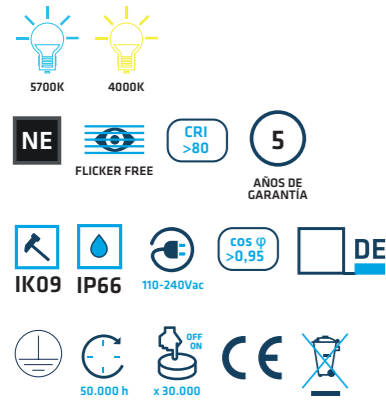 5700K 4000K
NE
FLICKER FREE
CRI
>80
5
AÑOS DE
GARANTÍA
IK09
IP66
110-240Vac
cos φ
>0,95
DE
50.000 h
OFF
ON
x 30.000
CE